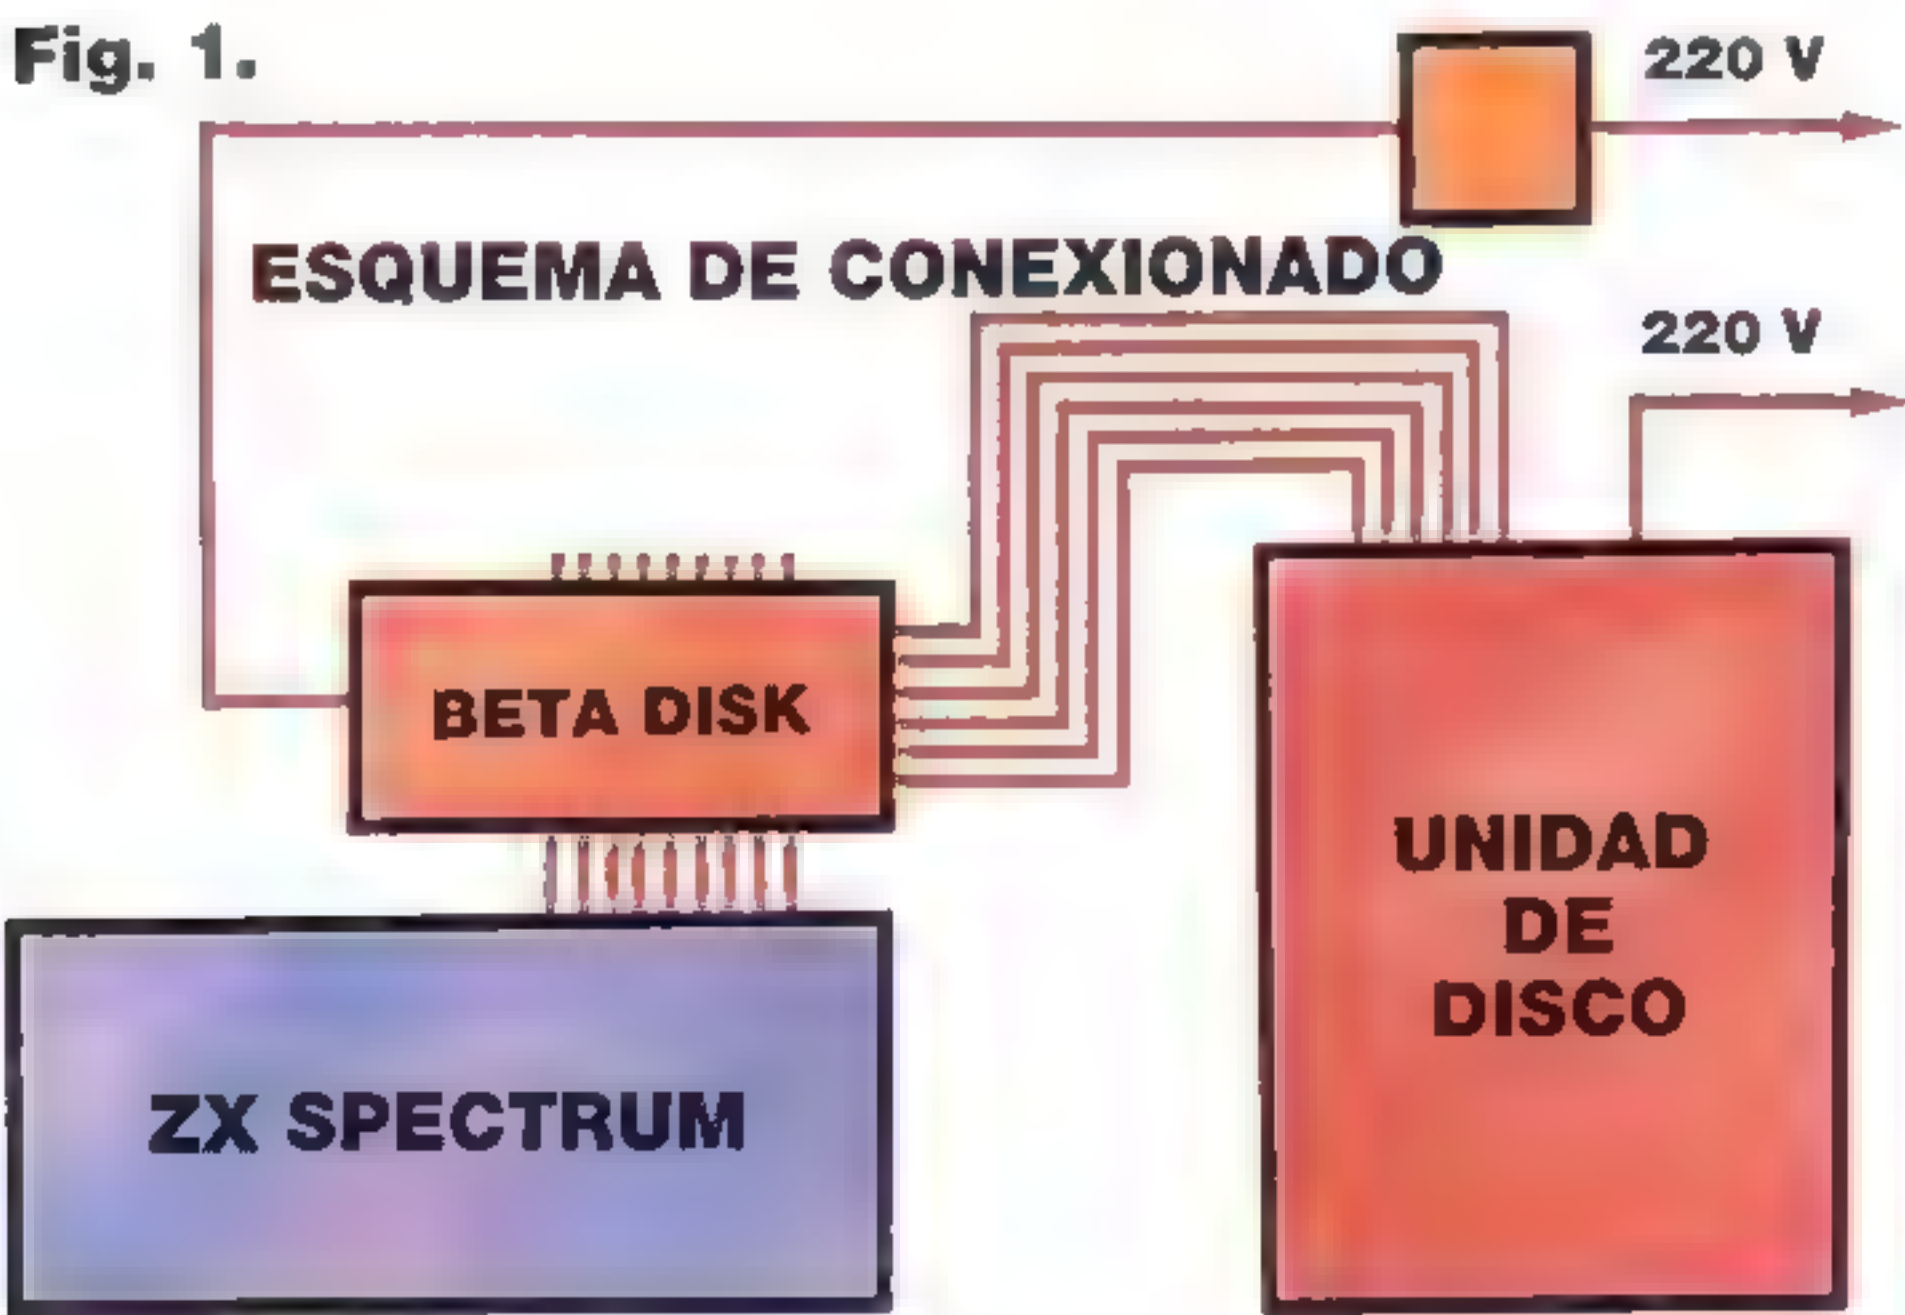 Fig. 1.
220 V
ESQUEMA DE CONEXIONADO
220 V
BETA DISK
UNIDAD
DE
DISCO
ZX SPECTRUM